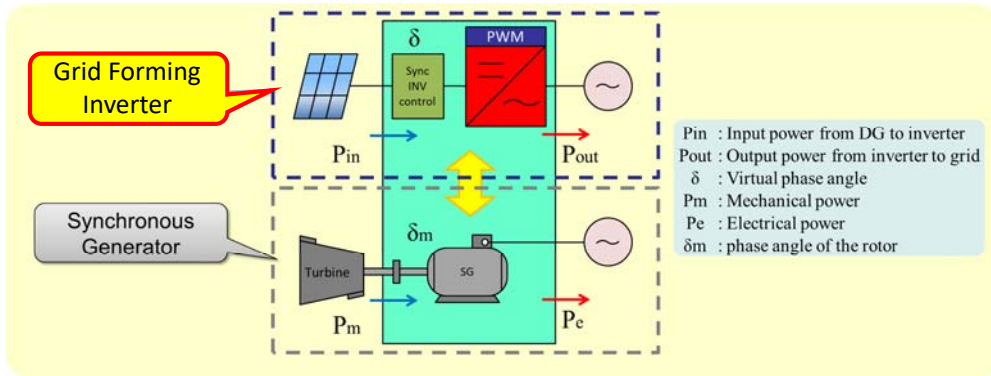 Grid Forming
Inverter
δ
PWM
Sync
INV
control
Pin
Pout
Synchronous
Generator
δm
Turbine
SG
Pm
Pe
Pin : Input power from DG to inverter
Pout : Output power from inverter to grid
δ : Virtual phase angle
Pm : Mechanical power
Pe : Electrical power
δm : phase angle of the rotor